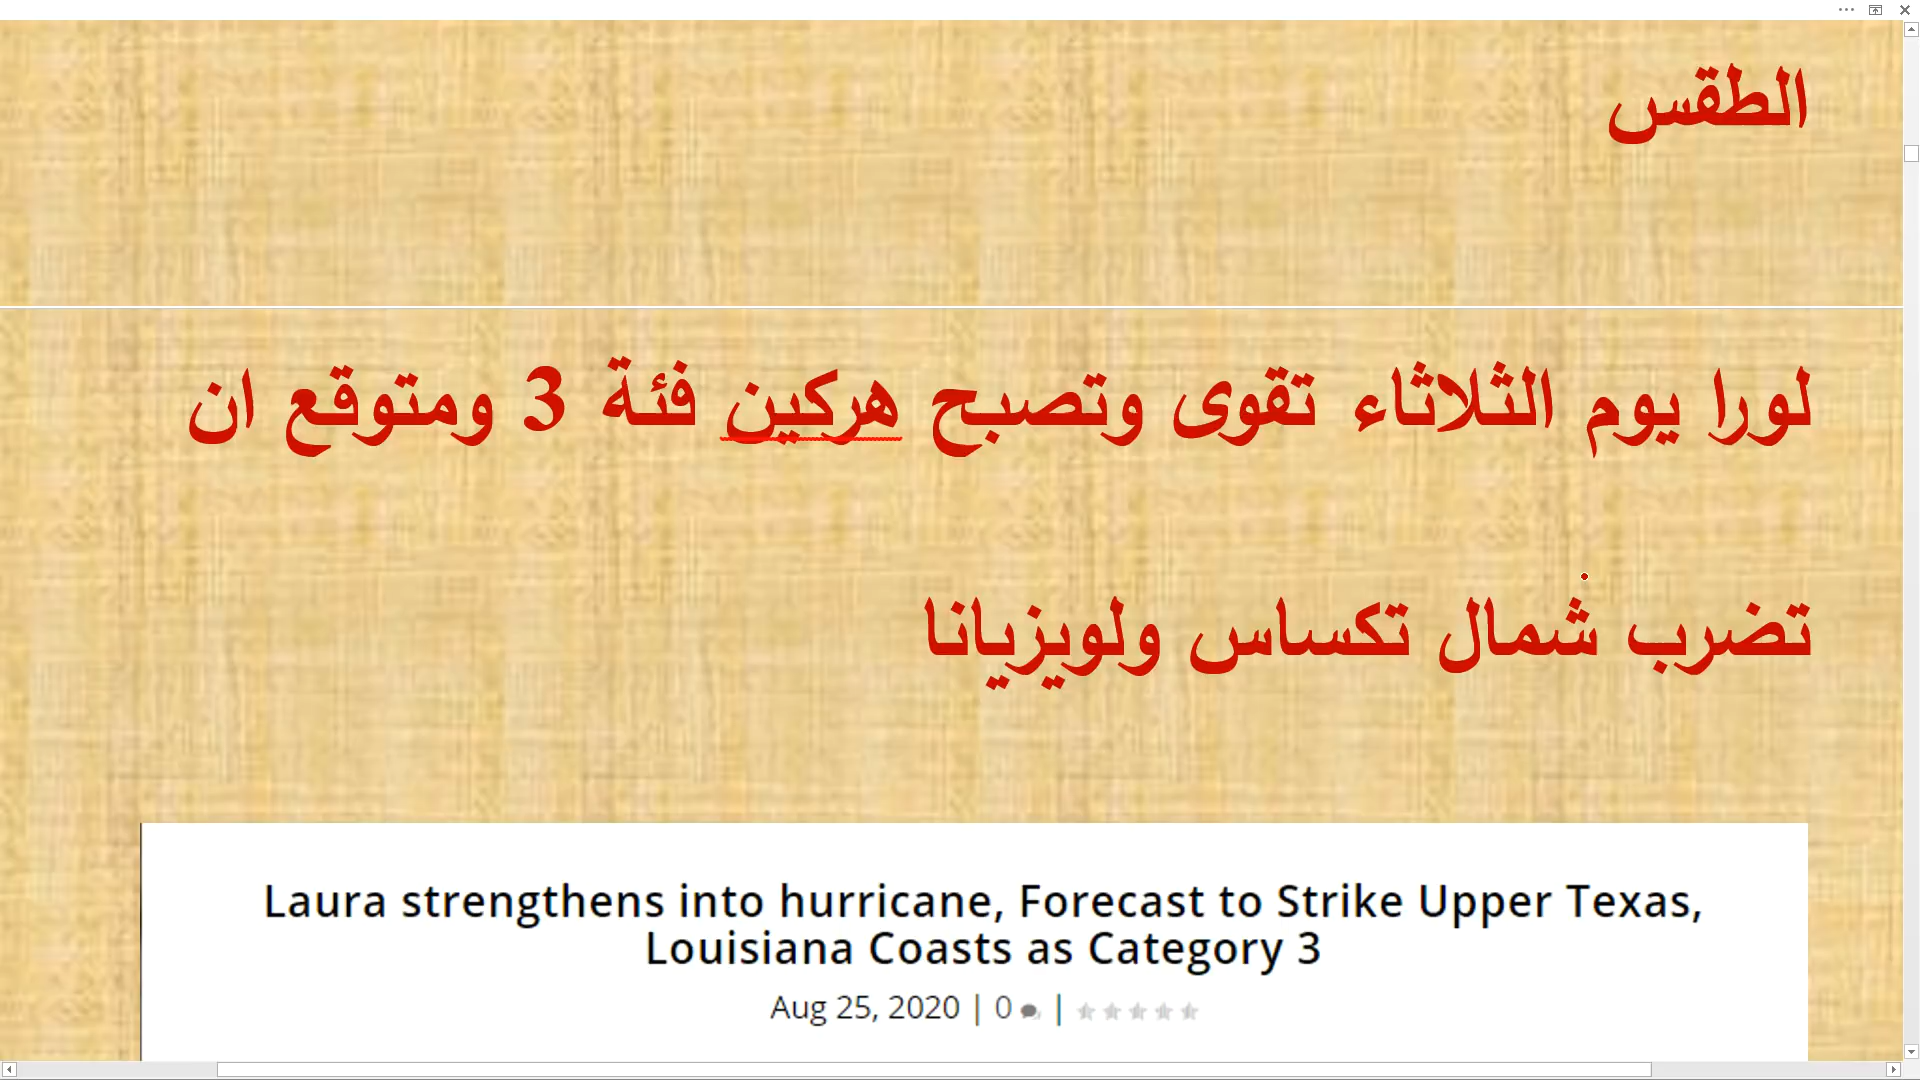 الطقس
لورا يوم الثلاثاء تقوى وتصبح هركين فئة 3 ومتوقع ان
تضرب شمال تكساس ولويزيانا
Laura strengthens into hurricane, Forecast to Strike Upper Texas,
Louisiana Coasts as Category 3
Aug 25, 2020 | 0 |